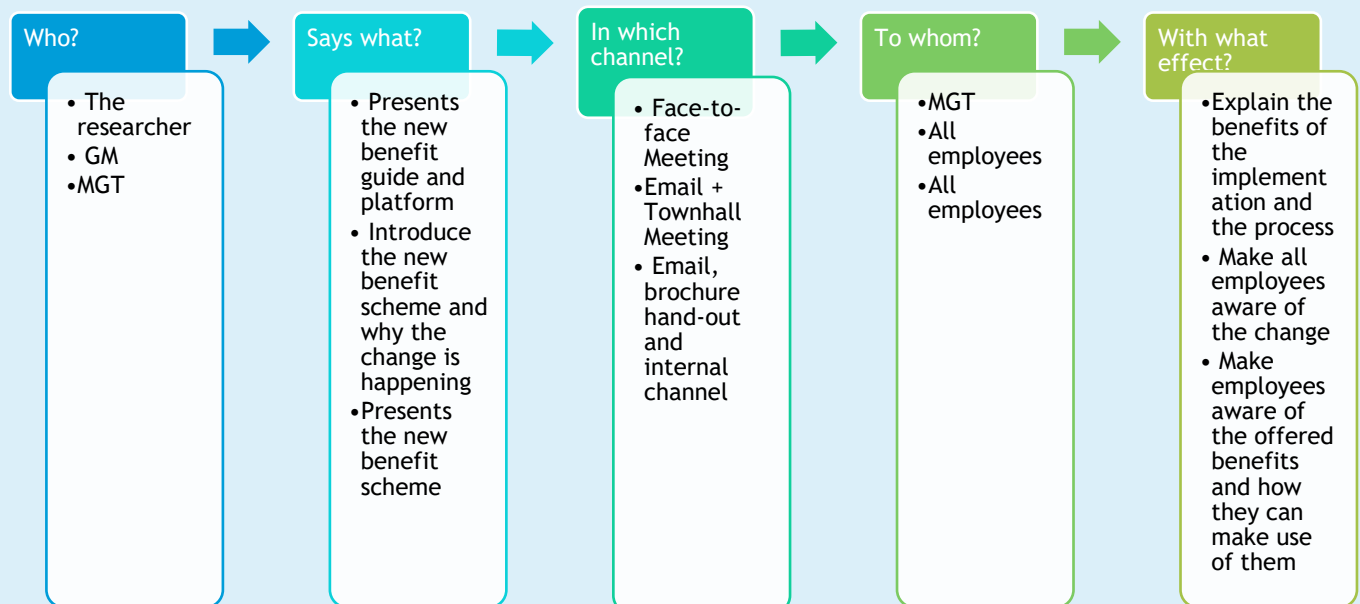 Who?
• The
researcher
• GM
•MGT
Says what?
• Presents
the new
benefit
guide and
platform
• Introduce
the new
benefit
scheme and
why the
change is
happening
•Presents
the new
benefit
scheme
In which
channel?
• Face-to-
face
Meeting
•Email +
Townhall
Meeting
• Email,
brochure
hand-out
and
internal
channel
To whom?
•MGT
•All
employees
•All
employees
With what
effect?
•Explain the
benefits of
the
implement
ation and
the process
• Make all
employees
aware of
the change
• Make
employees
aware of
the offered
benefits
and how
they can
make use
of them